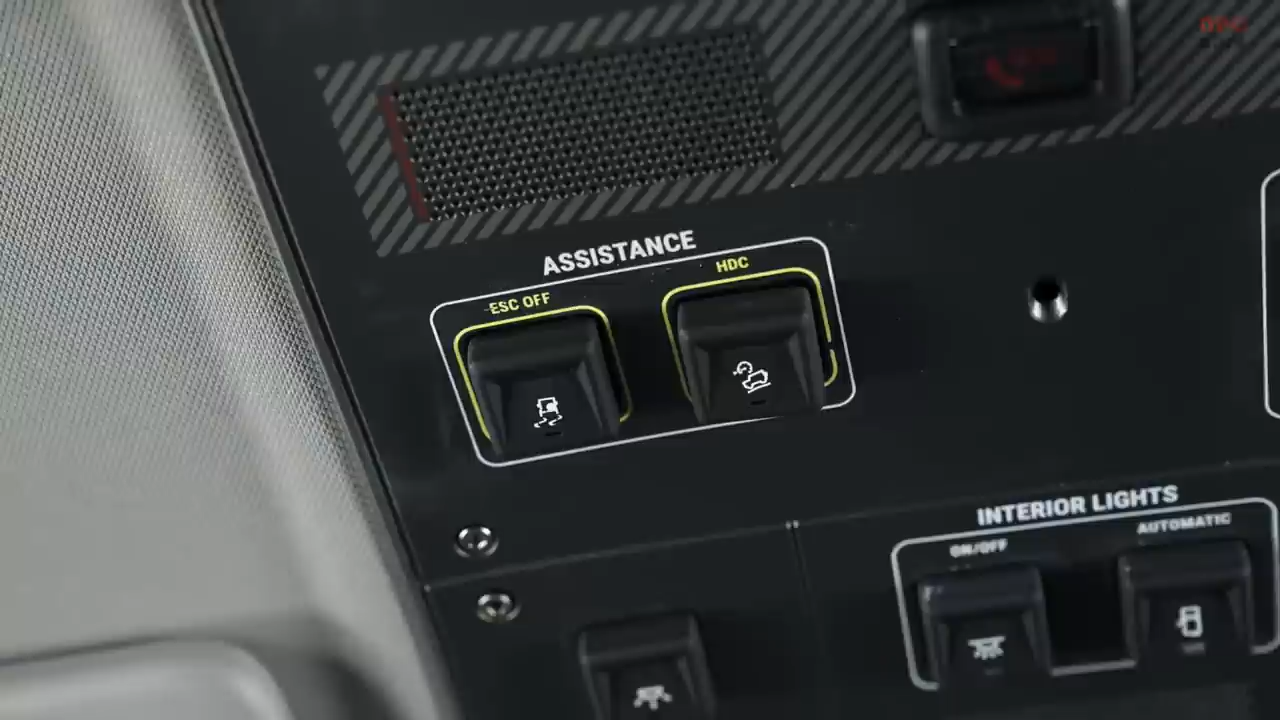 ASSISTANCE
ESC OFF
HDC
INTERIOR LIGHTS
ON/OFF
AUTOMATIC